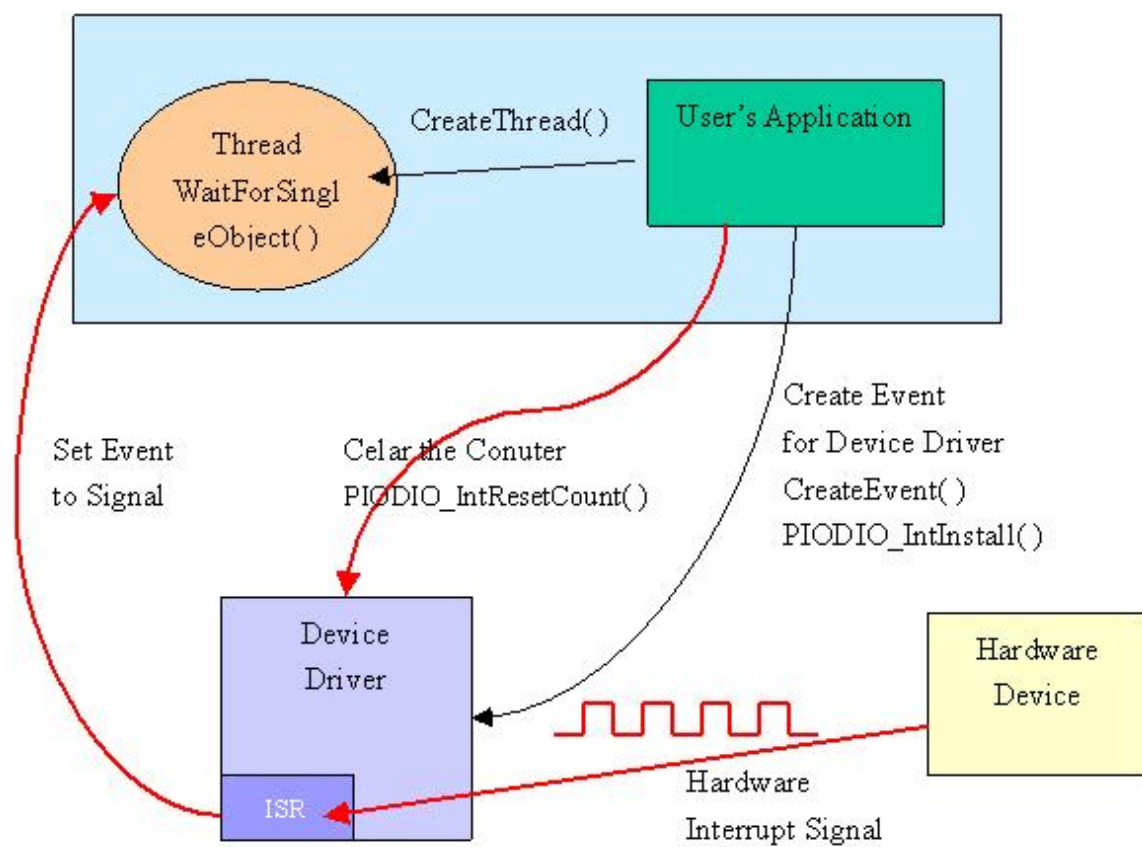 CreateThread( )
User's Application
Thread
WaitForSingl
eObject( )
Create Event
for Device Driver
CreateEvent( )
PIODIO_IntInstall( )
Set Event
to Signal
Celar the Conuter
PIODIO_IntResetCount( )
Device
Driver
Hardware
Device
ISR
Hardware
Interrupt Signal